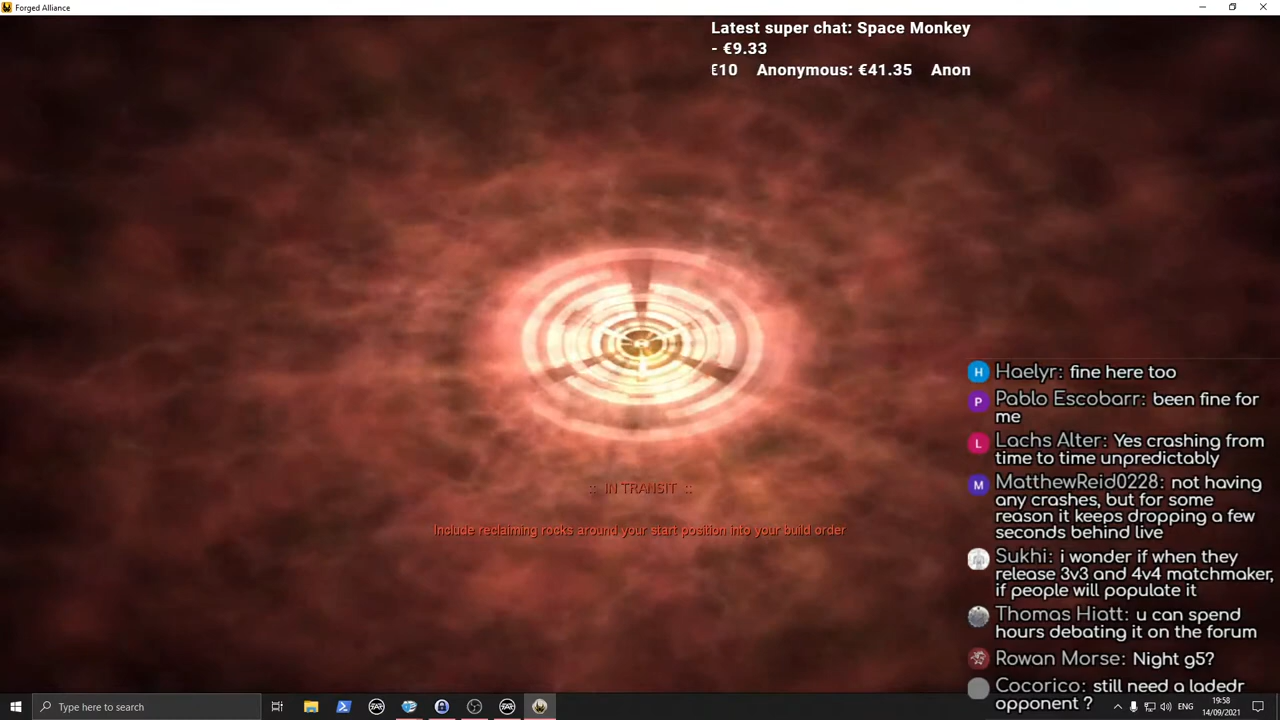 Forged Alliance
Latest super chat: Space Monkey
- €9.33
€10 Anonymous: €41.35 Anon
:: IN TRANSIT ::
Include reclaiming rocks around your start position into your build order
H Haelyr: fine here too
P Pablo Escobarr: been fine for
me
L Lachs Alter: Yes crashing from
time to time unpredictably
M MatthewReid0228: not having
any crashes, but for some
reason it keeps dropping a few
seconds behind live
Sukhi: i wonder if when they
release 3v3 and 4v4 matchmaker,
if people will populate it
Thomas Hiatt: u can spend
hours debating it on the forum
Rowan Morse: Night g5?
Cocorico: still need a ladedr
opponent ?
Type here to search
FAF
FAF
ENG
19:58
14/09/2021